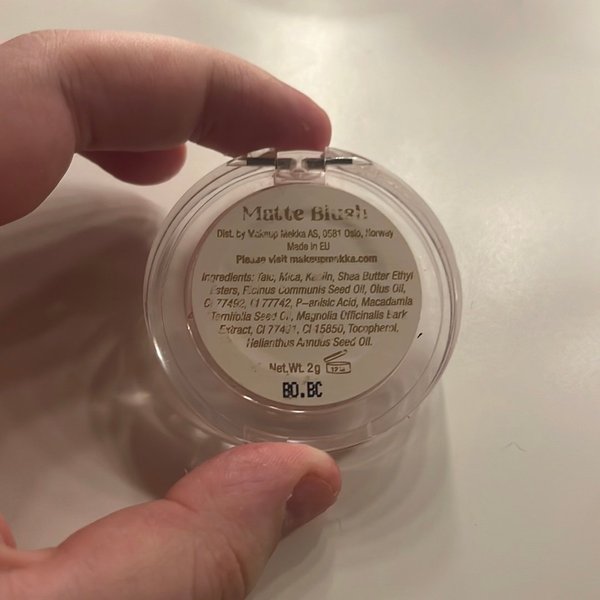 Matte Blush
Dist. by Makeup Mekka AS, 0581 Oslo, Norway
Made in EU
Please visit makeupmekka.com
Ingredients: Talc, Mica, Kaolin, Shea Butter Ethyl
Esters, Ricinus Communis Seed Oil, Olus Oil,
CI 77492, CI 77742, P-anisic Acid, Macadamia
Ternifolia Seed Oil, Magnolia Officinalis Bark
Extract, CI 77491, CI 15850, Tocopherol,
Helianthus Annuus Seed Oil.
Net. Wt. 2g
BO.BC